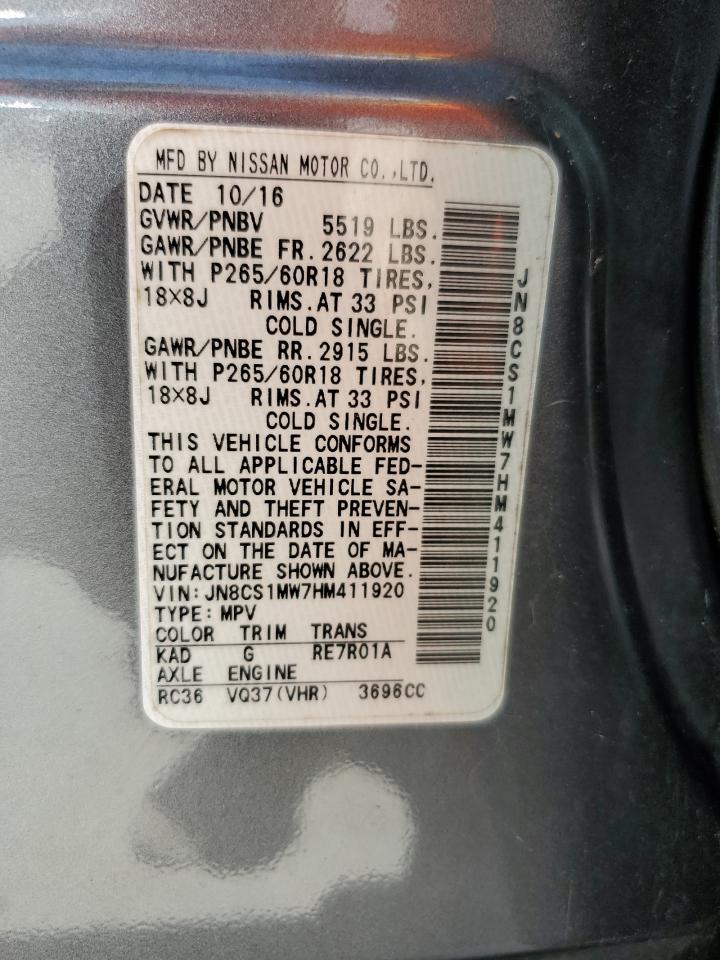 MFD BY NISSAN MOTOR CO.,LTD.
DATE 10/16
GVWR/PNBV 5519 LBS.
GAWR/PNBE FR. 2622 LBS.
WITH P265/60R18 TIRES,
18×8J RIMS. AT 33 PSI
COLD SINGLE.
GAWR/PNBE RR. 2915 LBS.
WITH P265/60R18 TIRES,
18×8J RIMS. AT 33 PSI
COLD SINGLE.
THIS VEHICLE CONFORMS
TO ALL APPLICABLE FED-
ERAL MOTOR VEHICLE SA-
FETY AND THEFT PREVEN-
TION STANDARDS IN EFF-
ECT ON THE DATE OF MA-
NUFACTURE SHOWN ABOVE.
VIN:JN8CS1MW7HM411920
TYPE:MPV
COLOR TRIM TRANS
KAD G RE7R01A
AXLE ENGINE
RC36 VQ37(VHR) 3696CC
JN8CS1MW7HM411920